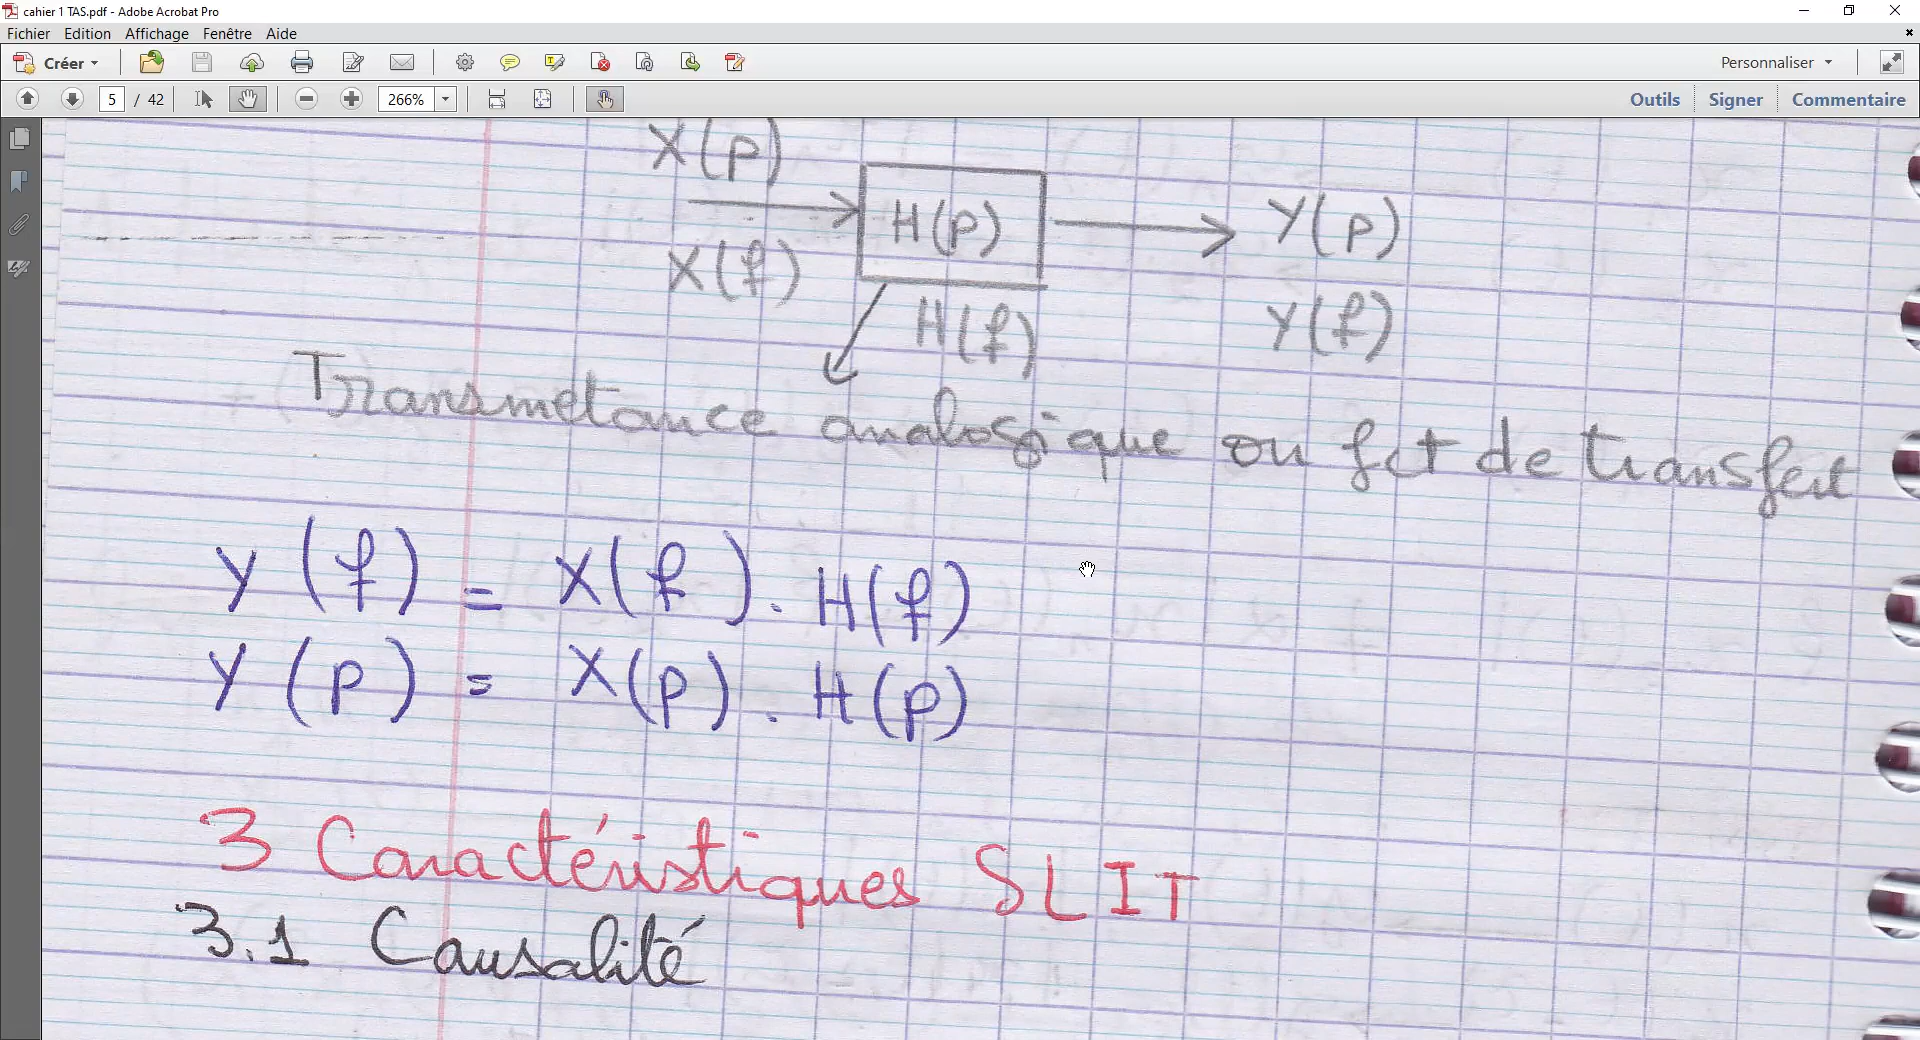 cahier 1 TAS.pdf - Adobe Acrobat Pro
Fichier Edition Affichage Fenêtre Aide
Créer
Personnaliser
5 / 42
266%
Outils Signer Commentaire
X(p)
H(p)
Y(p)
X(f)
H(f)
Y(f)
Transmetance analogique ou fct de transfert
Y(f) = X(f). H(f)
Y(p) = X(p). H(p)
3 Caractéristiques SLIT
3.1 Causalité